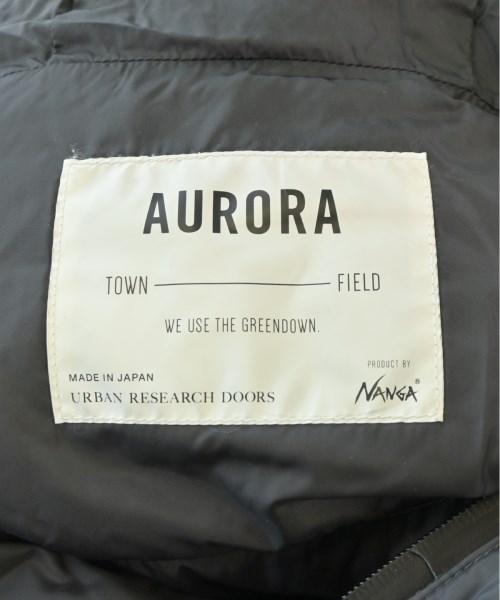 AURORA
TOWN FIELD
WE USE THE GREENDOWN.
PRODUCT BY
MADE IN JAPAN
URBAN RESEARCH DOORS
NANGA®